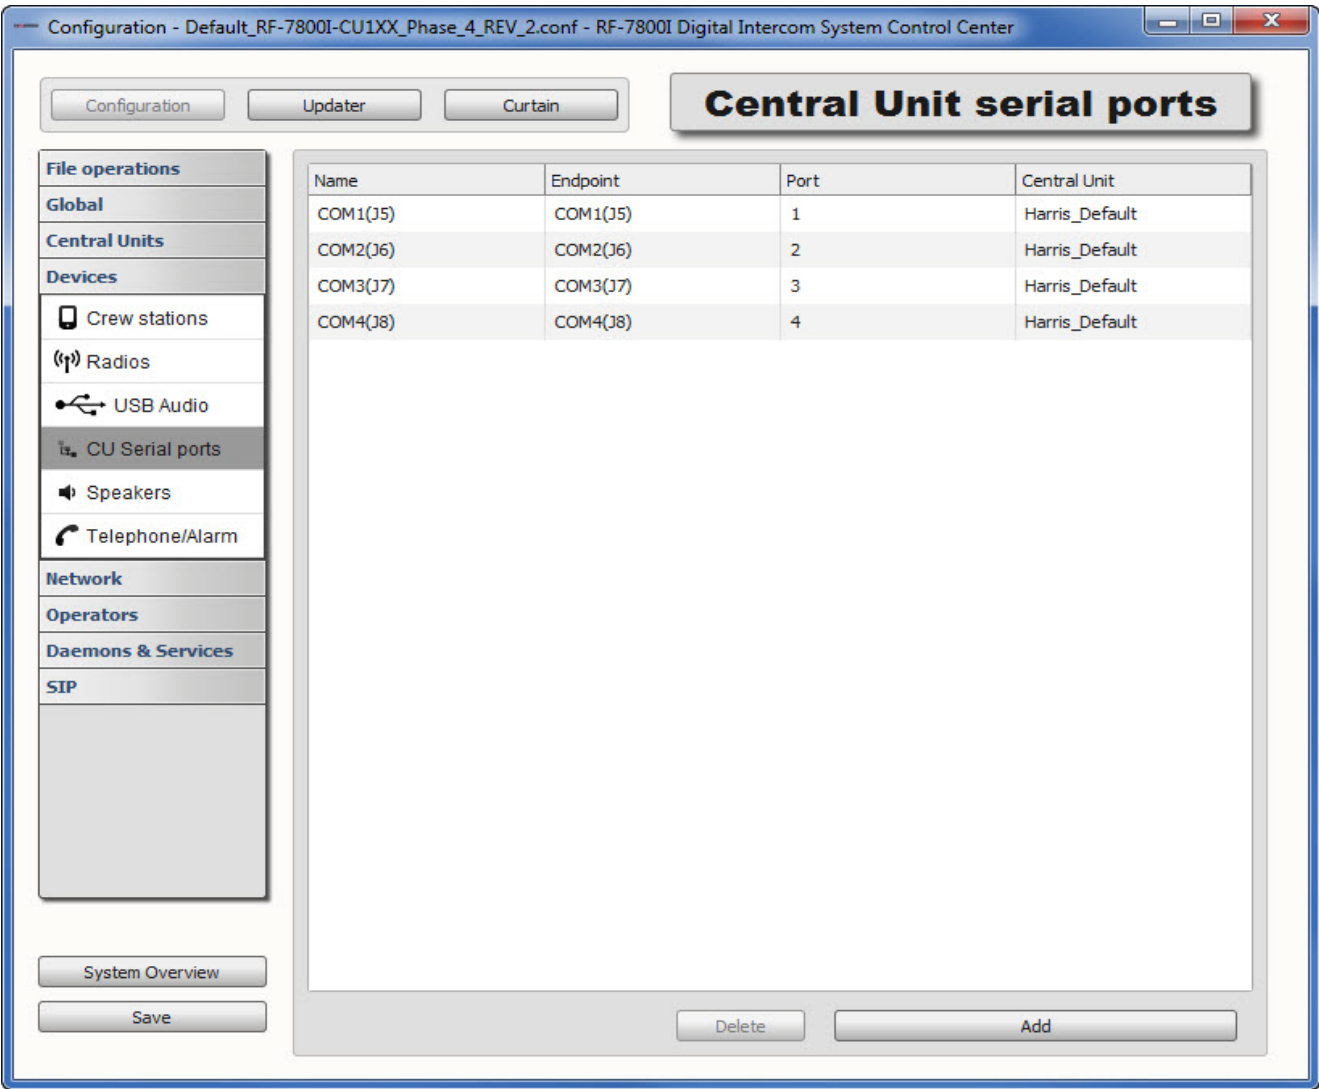 Configuration - Default_RF-7800I-CU1XX_Phase_4_REV_2.conf - RF-7800I Digital Intercom System Control Center
Configuration Updater Curtain
Central Unit serial ports
File operations
Global
Central Units
Devices
Crew stations
Radios
USB Audio
CU Serial ports
Speakers
Telephone/Alarm
Network
Operators
Daemons & Services
SIP
System Overview
Save
Name Endpoint Port Central Unit
COM1(J5) COM1(J5) 1 Harris_Default
COM2(J6) COM2(J6) 2 Harris_Default
COM3(J7) COM3(J7) 3 Harris_Default
COM4(J8) COM4(J8) 4 Harris_Default
Delete Add